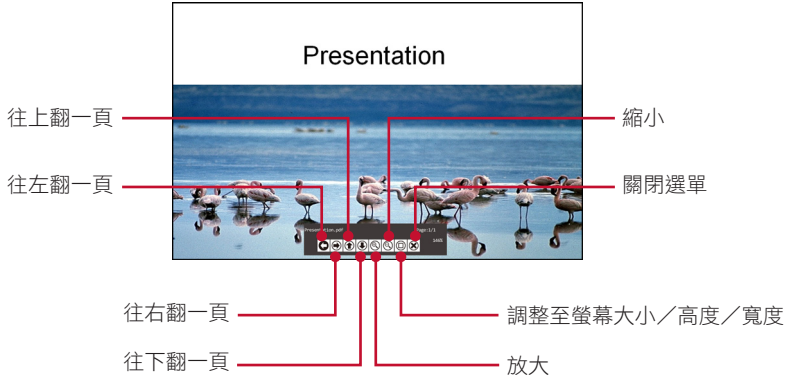 Presentation
往上翻一頁
縮小
往左翻一頁
關閉選單
Presentation.pdf
Page:1/1
146%
往右翻一頁
調整至螢幕大小／高度／寬度
往下翻一頁
放大